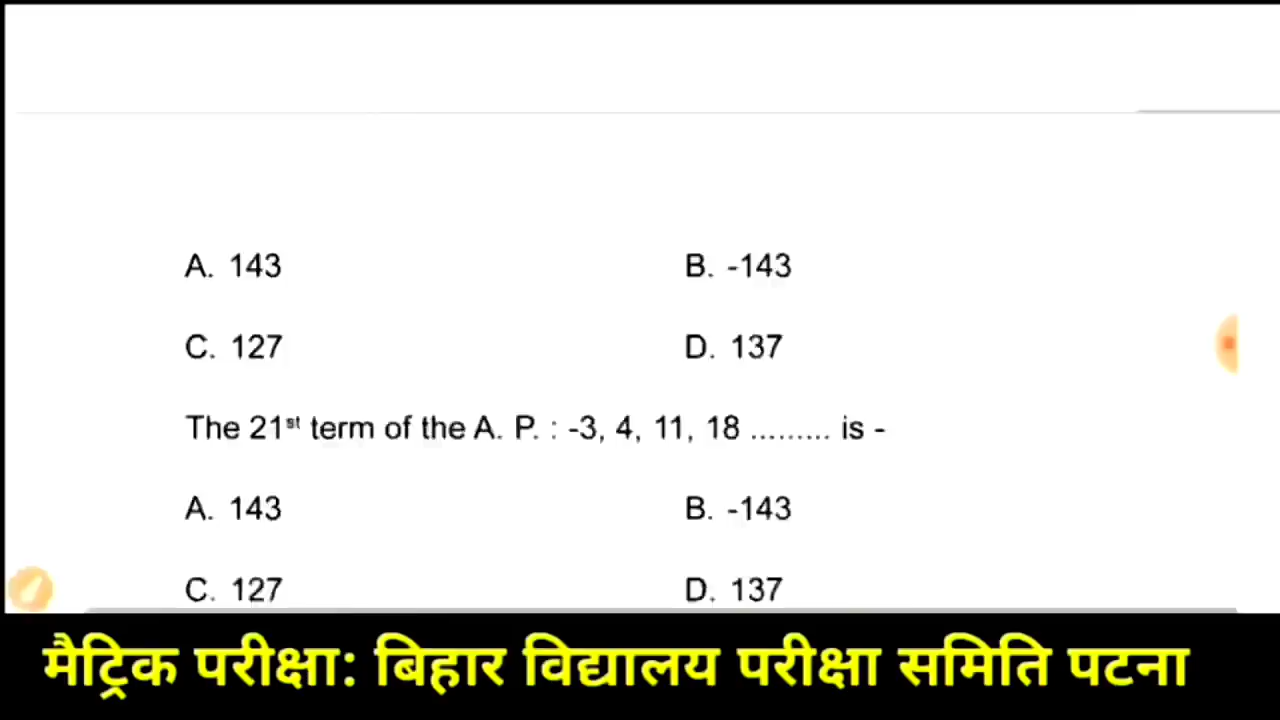 A. 143 B. -143
C. 127 D. 137
The 21st term of the A. P. : -3, 4, 11, 18 ......... is -
A. 143 B. -143
C. 127 D. 137
मैट्रिक परीक्षा: बिहार विद्यालय परीक्षा समिति पटना